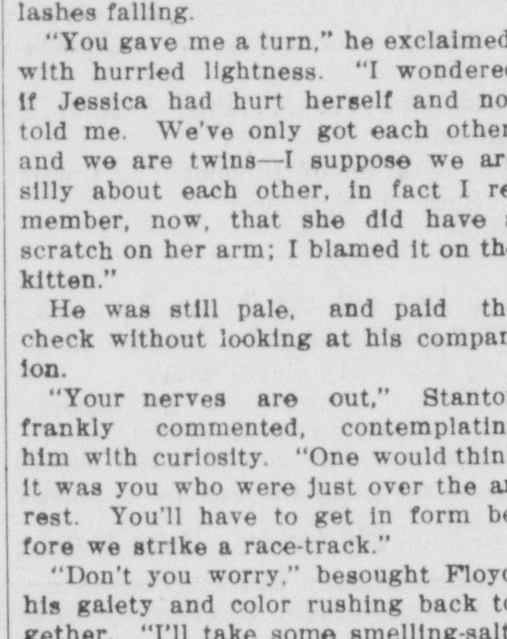 lashes falling.
"You gave me a turn," he exclaimed
with hurried lightness. "I wondered
if Jessica had hurt herself and no
told me. We've only got each other
and we are twins—I suppose we ar
silly about each other, in fact I re
member, now, that she did have
scratch on her arm; I blamed it on th
kitten."
He was still pale, and paid th
check without looking at his compan
ion.
"Your nerves are out," Stanto
frankly commented, contemplatin
him with curiosity. "One would thin
it was you who were just over the ar
rest. You'll have to get in form be
fore we strike a race-track."
"Don't you worry," besought Floyd
his gaiety and color rushing back to
gether. "I'll take some smelling-salt